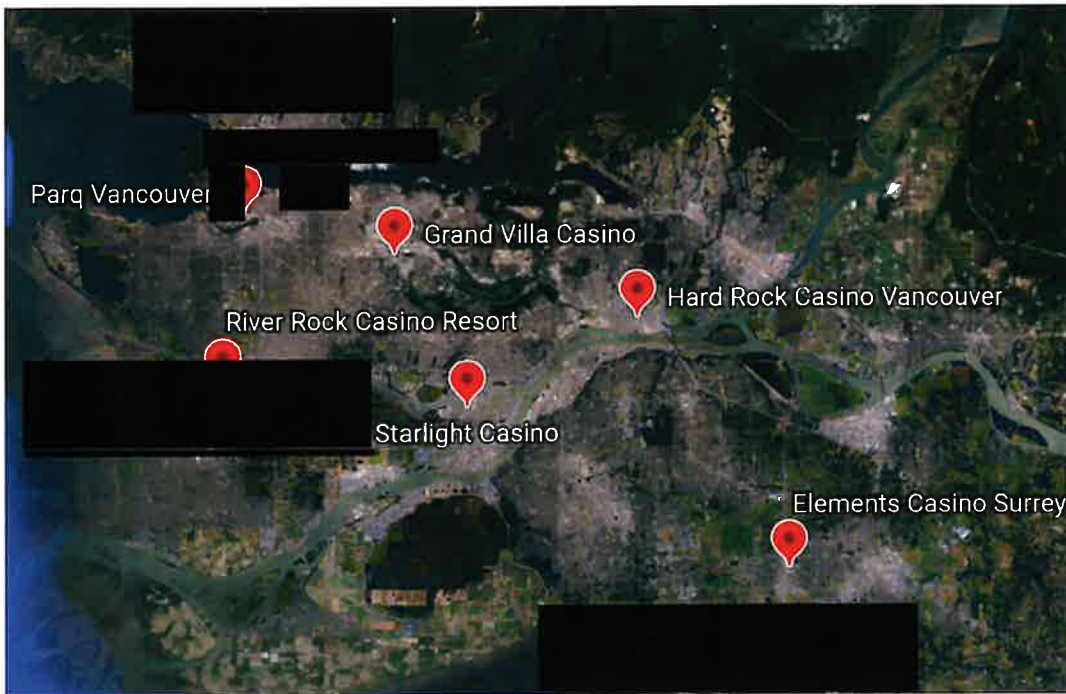 Parq Vancouver
Grand Villa Casino
Hard Rock Casino Vancouver
River Rock Casino Resort
Starlight Casino
Elements Casino Surrey